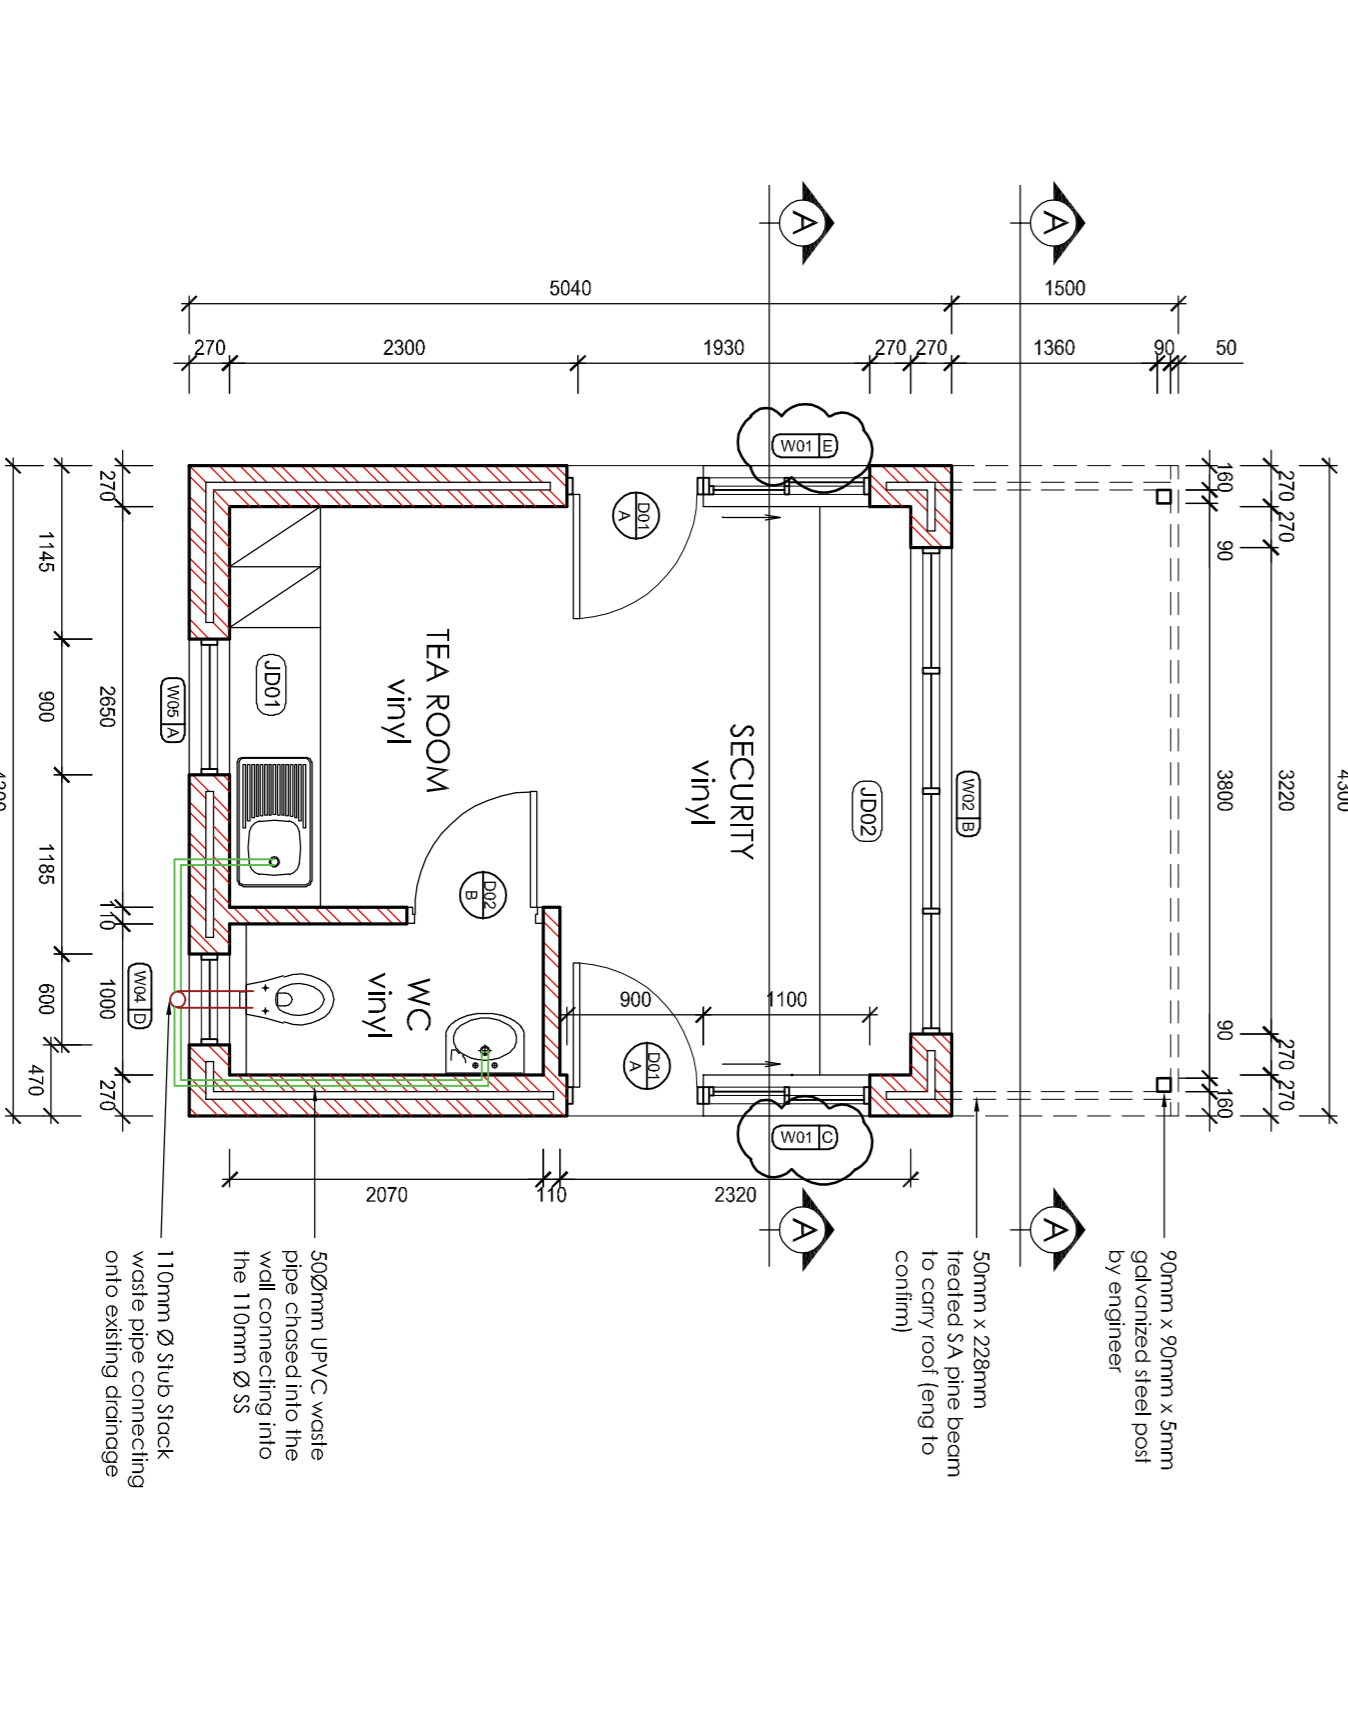 A
A
5040
1500
270
2300
1930
270
270
1360
90
50
W01 E
D01
A
160
270
270
90
270
1145
900
1185
600
470
270
2650
110
1000
270
W05 A
JD01
TEA ROOM
vinyl
SECURITY
vinyl
JD02
W02 B
3800
3220
4300
D02
B
WC
vinyl
W04 D
900
1100
D01
A
90
270
270
160
W01 C
2070
110
2320
A
A
90mm x 90mm x 5mm
galvanized steel post
by engineer
50mm x 228mm
treated SA pine beam
to carry roof (eng to
confirm)
50Ømm UPVC waste
pipe chased into the
wall connecting into
the 110mm Ø SS
110mm Ø Stub Stack
waste pipe connecting
onto existing drainage